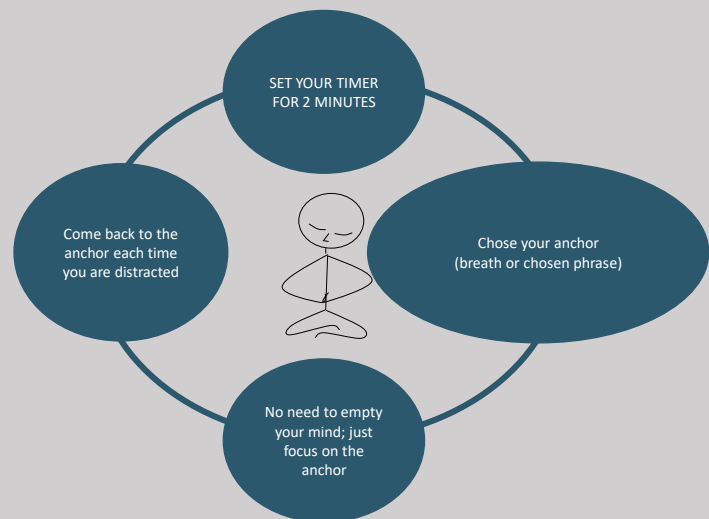 SET YOUR TIMER
FOR 2 MINUTES
Chose your anchor
(breath or chosen phrase)
No need to empty
your mind; just
focus on the
anchor
Come back to the
anchor each time
you are distracted